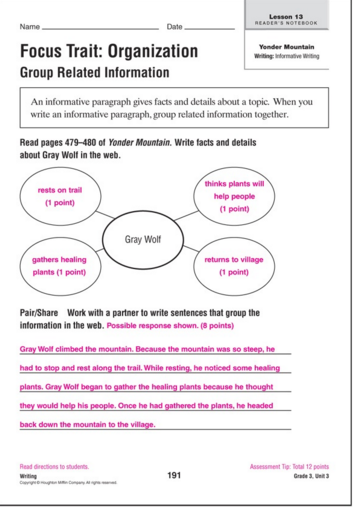 Lesson 13
READER'S NOTEBOOK
Name
Date
Focus Trait: Organization
Group Related Information
Yonder Mountain
Writing: Informative Writing
An informative paragraph gives facts and details about a topic. When you
write an informative paragraph, group related information together.
Read pages 479–480 of Yonder Mountain. Write facts and details
about Gray Wolf in the web.
rests on trail
(1 point)
thinks plants will
help people
(1 point)
Gray Wolf
gathers healing
plants (1 point)
returns to village
(1 point)
Pair/Share Work with a partner to write sentences that group the
information in the web. Possible response shown. (8 points)
Gray Wolf climbed the mountain. Because the mountain was so steep, he
had to stop and rest along the trail. While resting, he noticed some healing
plants. Gray Wolf began to gather the healing plants because he thought
they would help his people. Once he had gathered the plants, he headed
back down the mountain to the village.
Read directions to students.
Assessment Tip: Total 12 points
Writing
191
Grade 3, Unit 3
Copyright © Houghton Mifflin Company. All rights reserved.